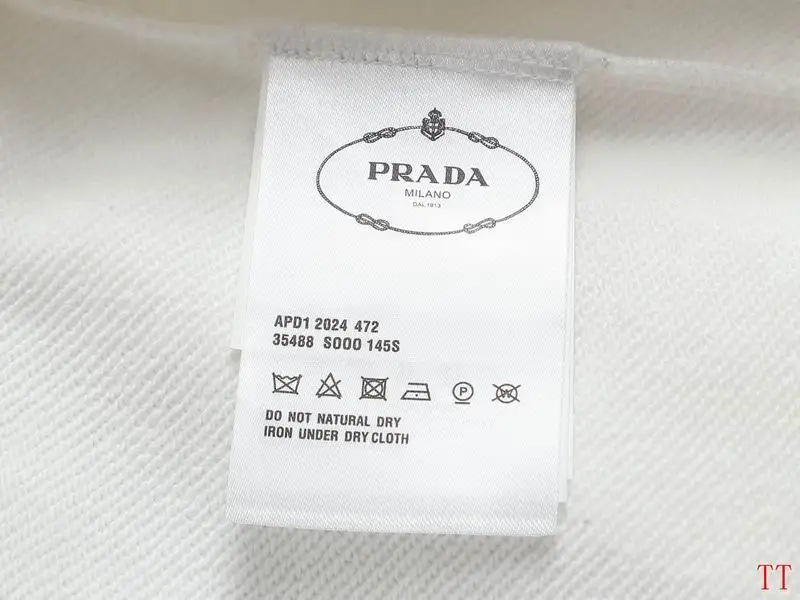 PRADA
MILANO
DAL 1913
APD1 2024 472
35488 SOOO 145S
P
W
DO NOT NATURAL DRY
IRON UNDER DRY CLOTH
TT